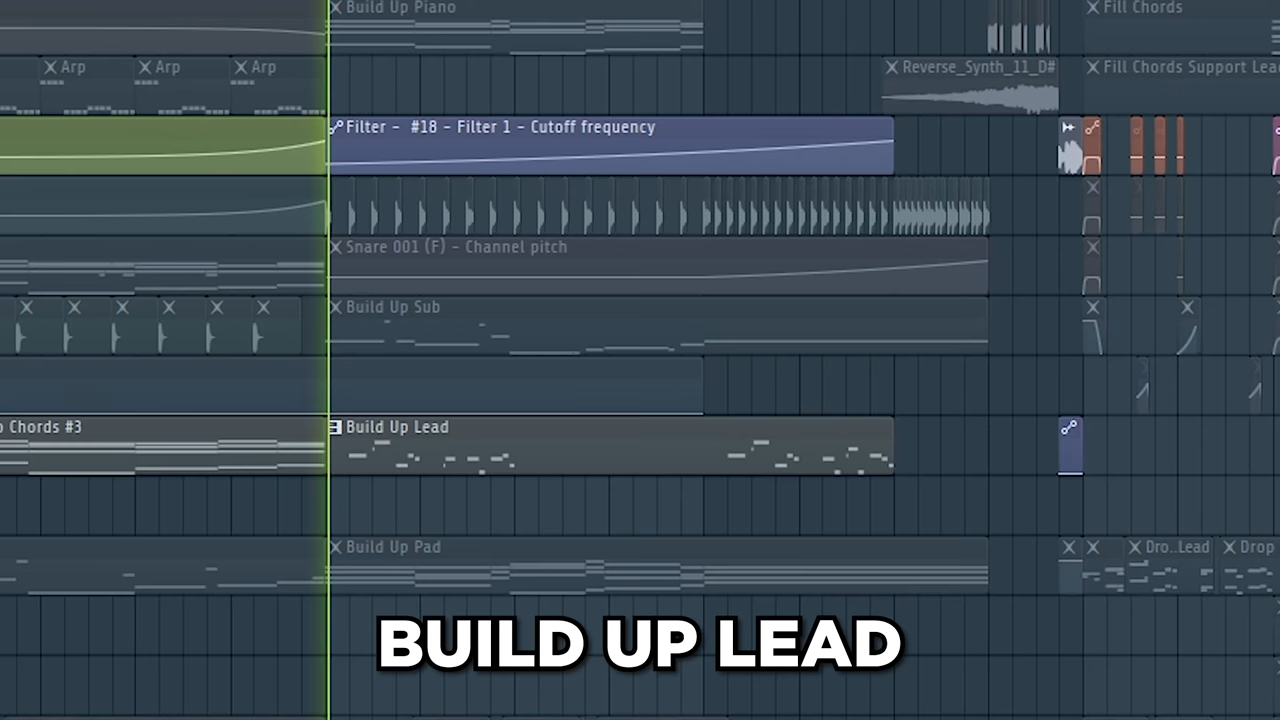 Build Up Piano
Fill Chords
Arp
Arp
Arp
Reverse_Synth_11_D#
Fill Chords Support Lea
Filter - #18 - Filter 1 - Cutoff frequency
Snare 001 (F) - Channel pitch
Build Up Sub
o Chords #3
Build Up Lead
Build Up Pad
Dro..Lead
Drop
BUILD UP LEAD